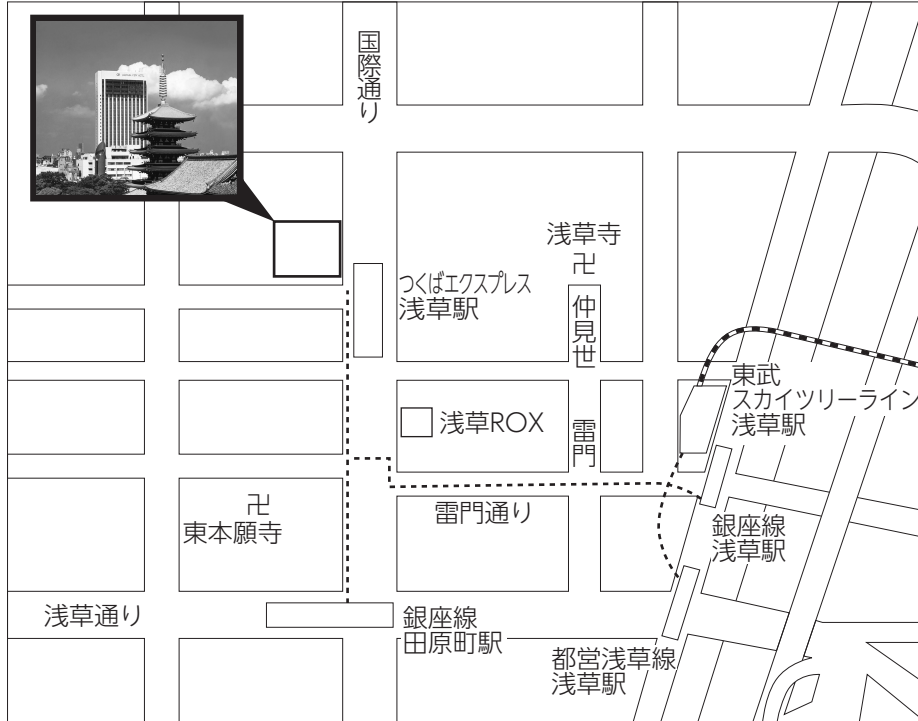 国際通り
浅草寺
つくばエクスプレス
浅草駅
仲見世
東武
スカイツリーライン
浅草駅
浅草ROX
雷門
東本願寺
雷門通り
銀座線
浅草駅
浅草通り
銀座線
田原町駅
都営浅草線
浅草駅